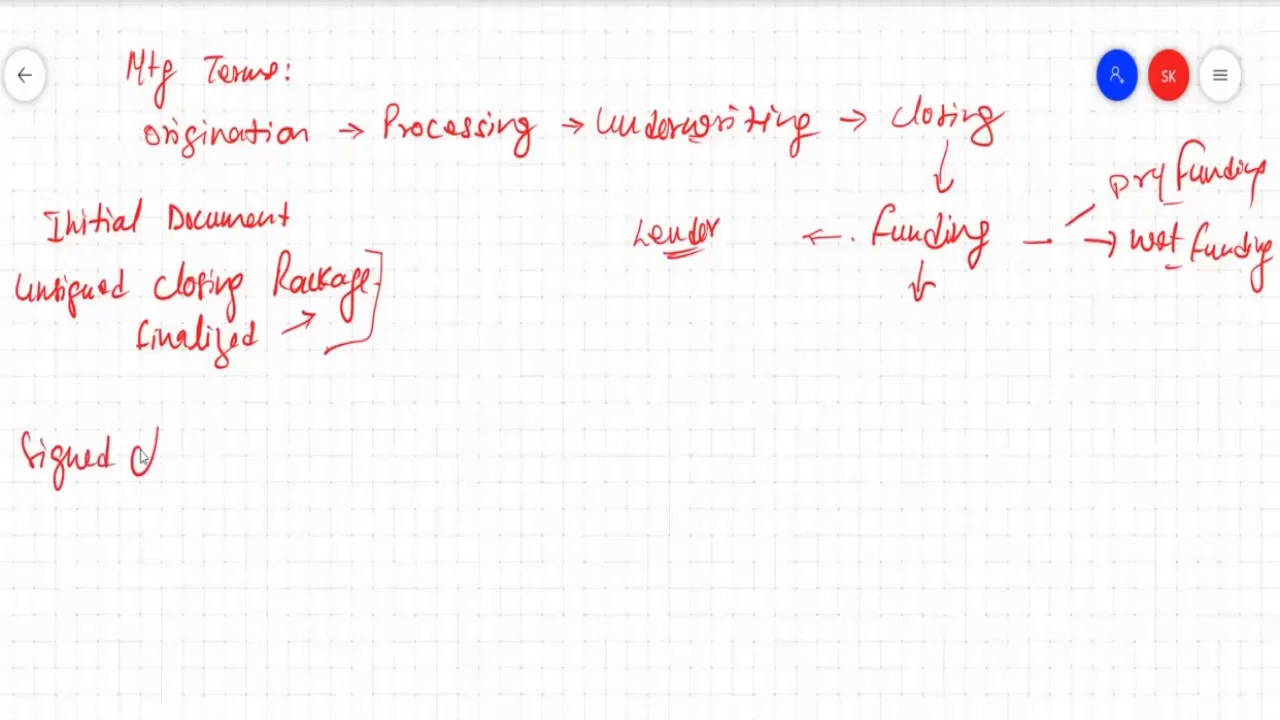 Mtg Terms:
Origination → Processing → Underwriting → Closing
SK
Dry Funding
Initial Document
Lender ← Funding → Wet Funding
Unsigned Closing Package
Finalized →
Signed d